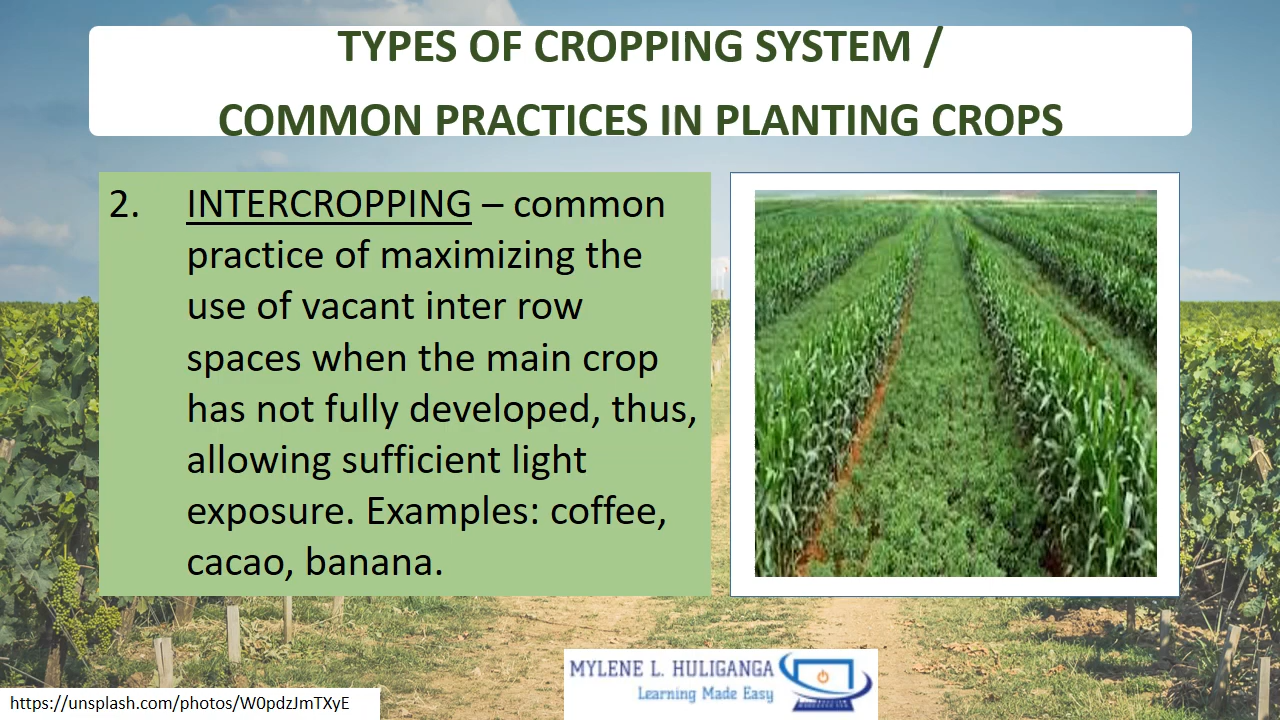 TYPES OF CROPPING SYSTEM /
COMMON PRACTICES IN PLANTING CROPS
2. INTERCROPPING – common
practice of maximizing the
use of vacant inter row
spaces when the main crop
has not fully developed, thus,
allowing sufficient light
exposure. Examples: coffee,
cacao, banana.
MYLENE L. HULIGANGA
Learning Made Easy
https://unsplash.com/photos/W0pdzJmTXyE